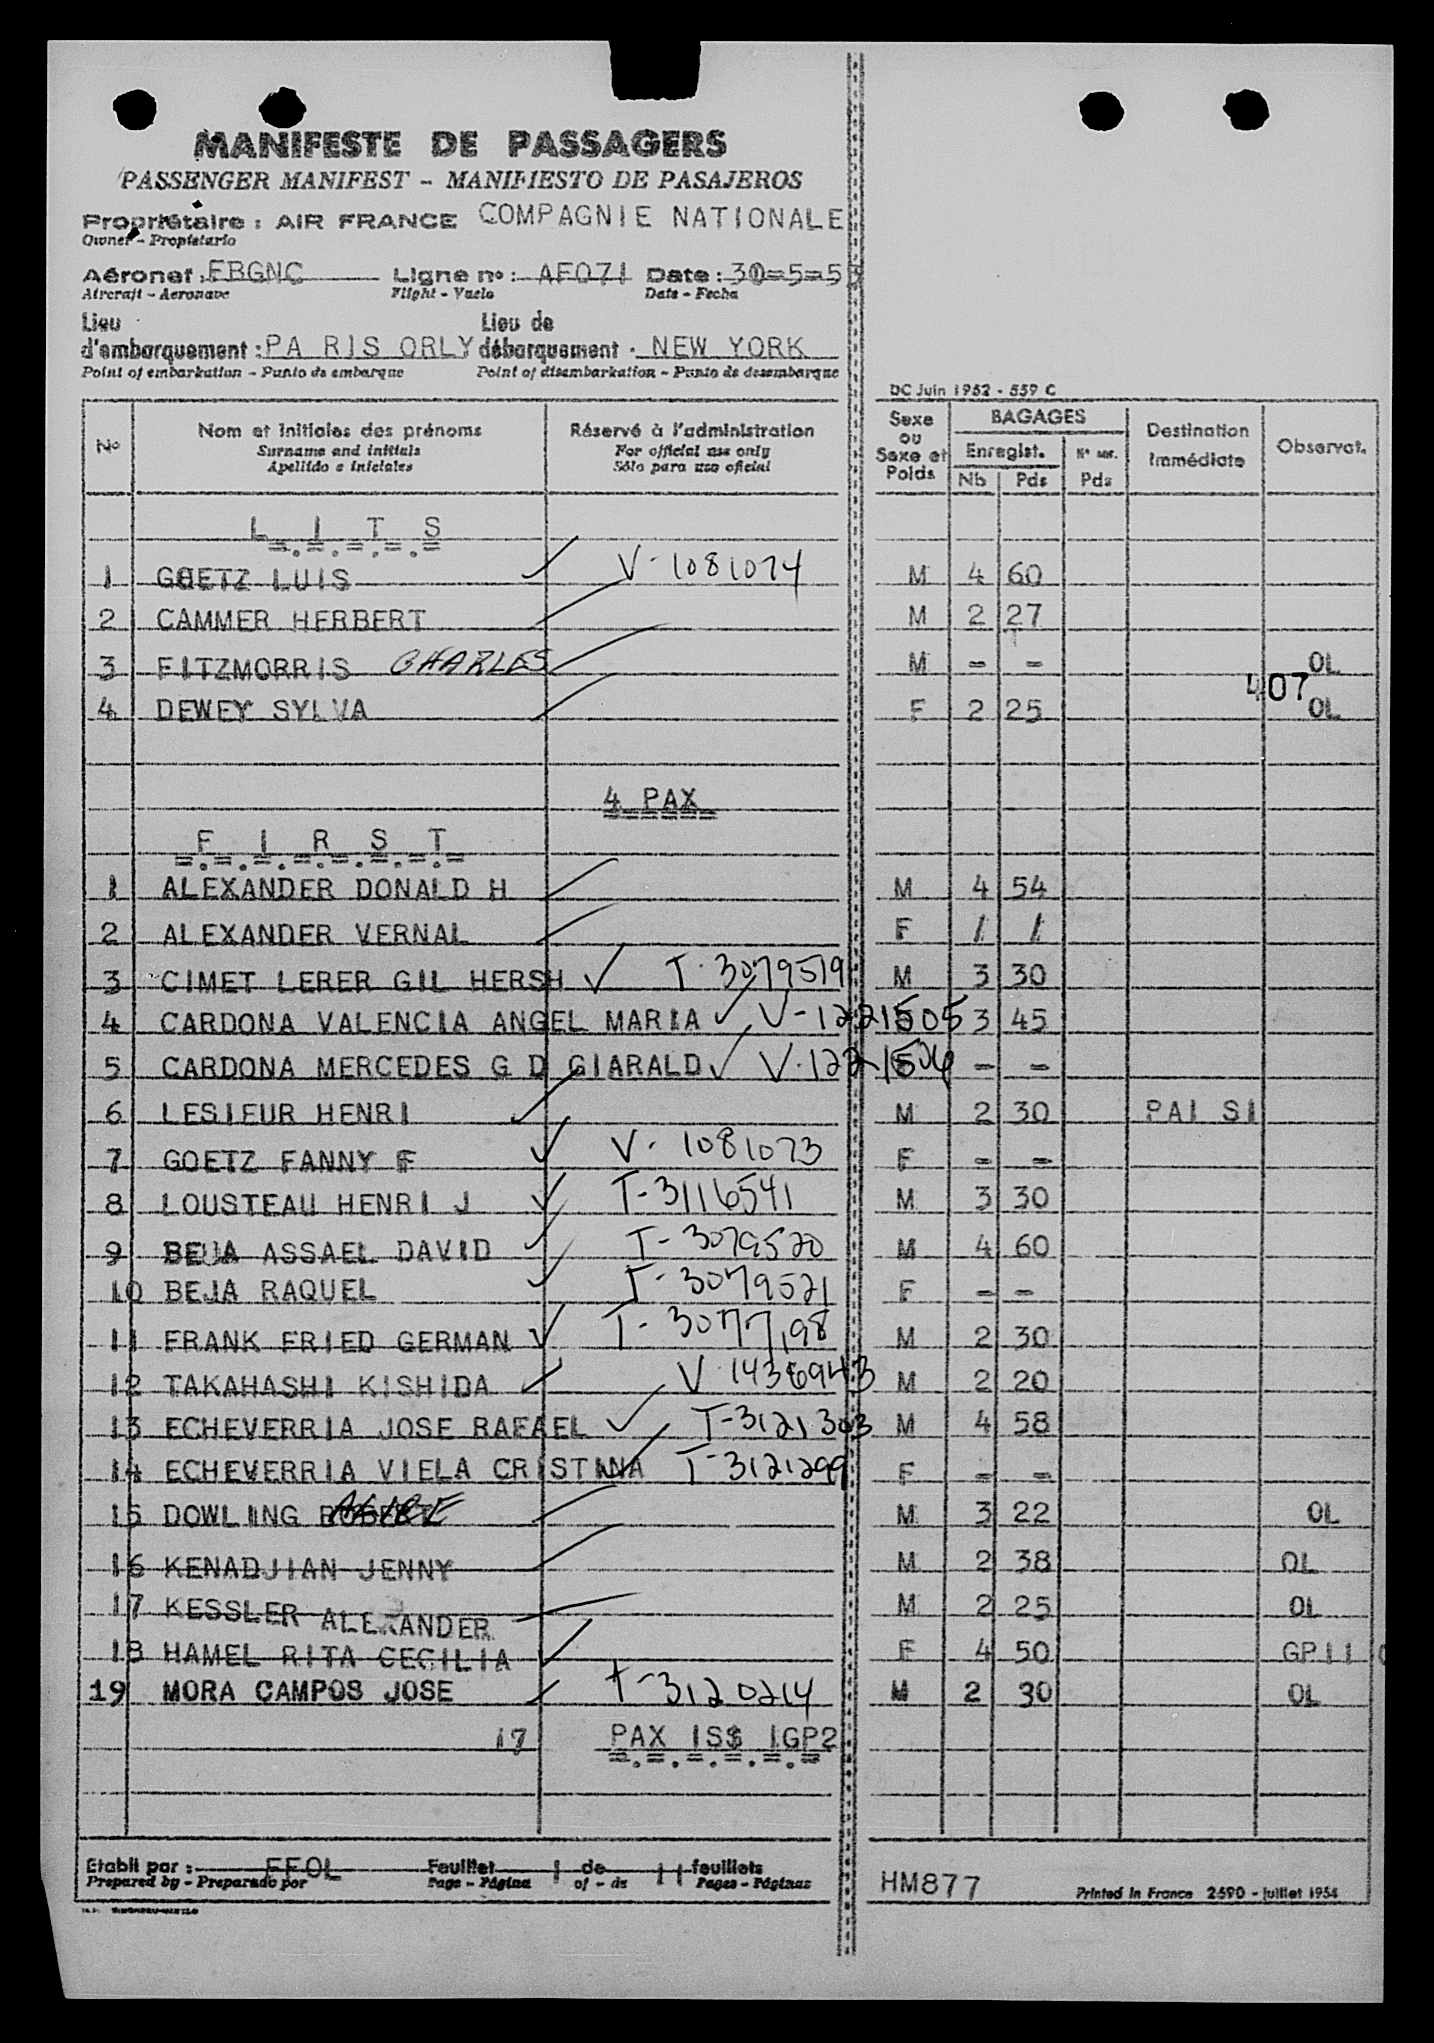 MANIFESTE DE PASSAGERS
PASSENGER MANIFEST - MANIFIESTO DE PASAJEROS
Propriétaire : AIR FRANCE COMPAGNIE NATIONALE
Owner - Propietario
Aéronef : FBGNC Ligne no : AF071 Date : 30-5-5
Aircraft - Aeronave Flight - Vuelo Date - Fecha
Lieu Lieu de
d'embarquement : PA RIS ORLY débarquement . NEW YORK
Point of embarkation - Punto de embarque Point of disembarkation - Punto de desembarque
DC Juin 1952 - 559 C
No Nom et initiales des prénoms Réservé à l'administration Sexe ou Sexe et Poids BAGAGES Destination immédiate Observat.
Surname and initials For official use only Enregist.
Apellido e iniciales Sólo para uso oficial Nb Pds Pds
L I T S
1 GOETZ LUIS V-1081074 M 4 60
2 CAMMER HERBERT M 2 27
3 FITZMORRIS CHARLES M - - OL
407
4 DEWEY SYLVA F 2 25 OL
4 PAX
F I R S T
1 ALEXANDER DONALD H M 4 54
2 ALEXANDER VERNAL F / /
3 CIMET LERER GIL HERSH T-3079519 M 3 30
4 CARDONA VALENCIA ANGEL MARIA V-1221505 3 45
5 CARDONA MERCEDES G D GIARALD V-1221506 - -
6 LESIEUR HENRI M 2 30 PAI SI
7 GOETZ FANNY F V- 1081073 F - -
8 LOUSTEAU HENRI J T-3116541 M 3 30
9 BEJA ASSAEL DAVID T-3079520 M 4 60
10 BEJA RAQUEL T-3079521 F - -
11 FRANK FRIED GERMAN T-3077198 M 2 30
12 TAKAHASHI KISHIDA V 1436943 M 2 20
13 ECHEVERRIA JOSE RAFAEL T-3121303 M 4 58
14 ECHEVERRIA VIELA CRISTINA T-3121299 F - -
15 DOWLING M 3 22 OL
16 KENADJIAN JENNY M 2 38 OL
17 KESSLER ALEXANDER M 2 25 OL
18 HAMEL RITA CECILIA F 4 50 GP11
19 MORA CAMPOS JOSE T-3120214 M 2 30 OL
17 PAX 1S$ 1GP2
Etabli par : FFOL Feuillet 1 de 11 feuillets
Prepared by - Preparado por Page - Página of - de Pages - Páginas
HM877
Printed in France 2590 - Juillet 1954